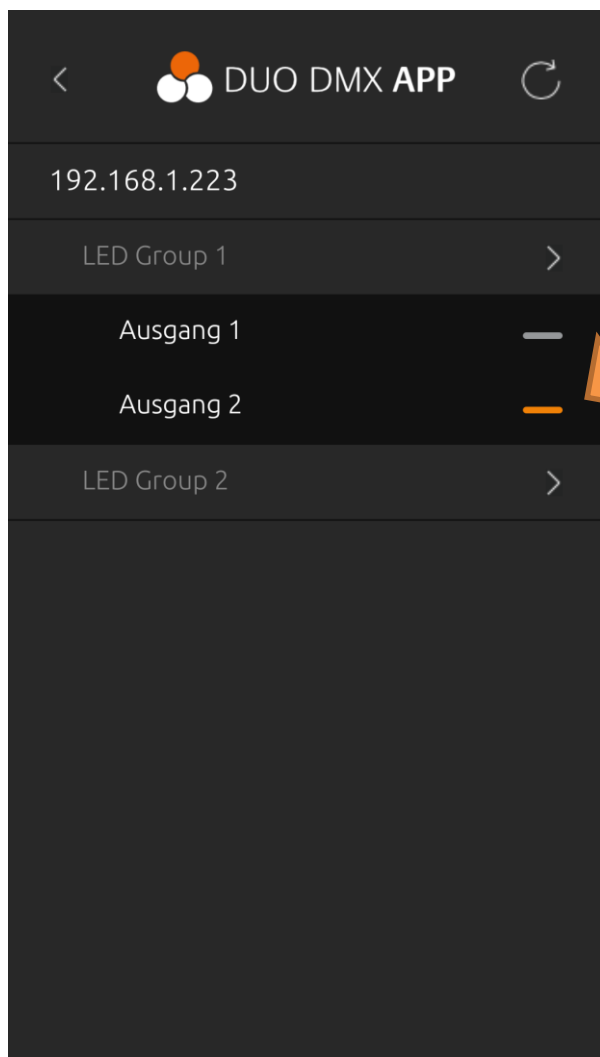 DUO DMX APP
192.168.1.223
LED Group 1
Ausgang 1
Ausgang 2
LED Group 2